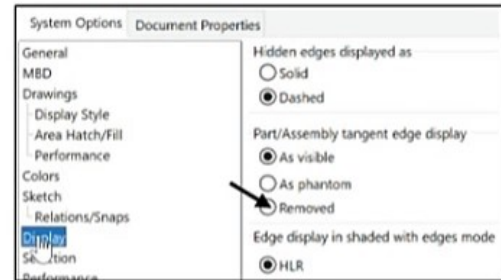 System Options
Document Properties
General
MBD
Drawings
Display Style
Area Hatch/Fill
Performance
Colors
Sketch
Relations/Snaps
Display
Performance
Hidden edges displayed as
Solid
Dashed
Part/Assembly tangent edge display
As visible
As phantom
Removed
Edge display in shaded with edges mode
HLR